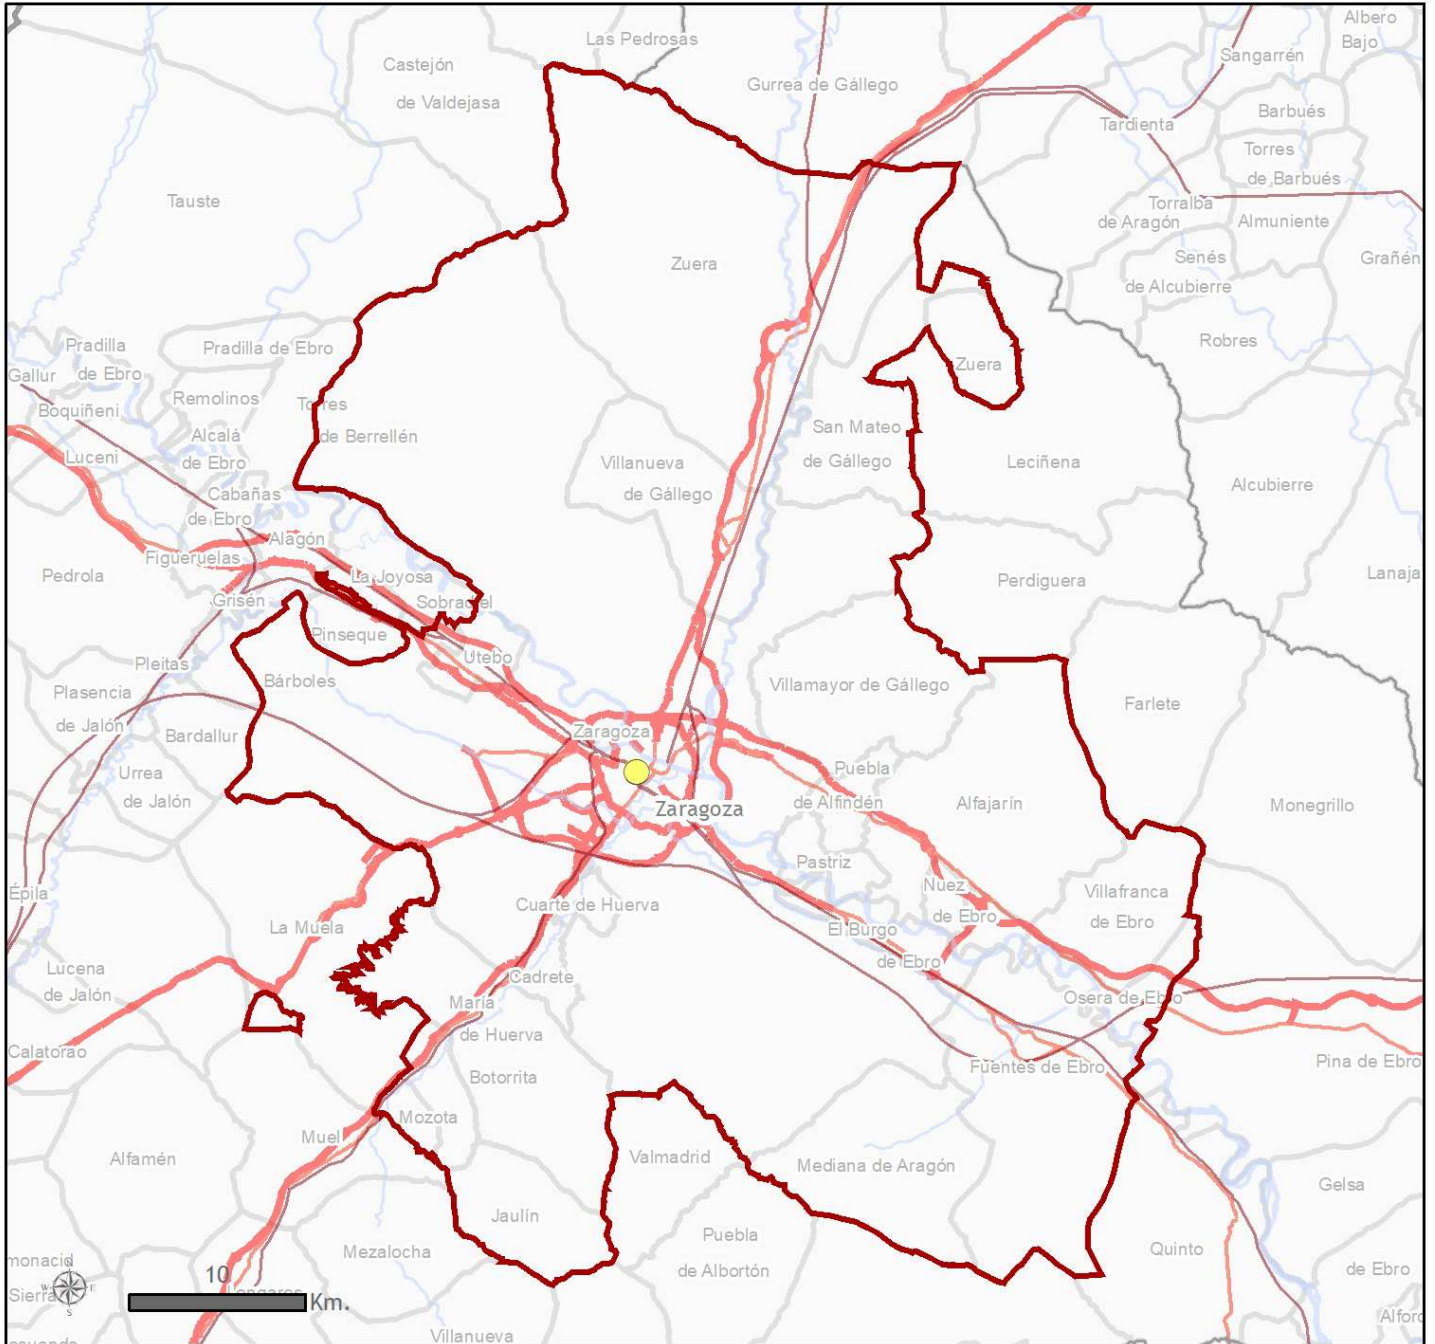 Albero
Bajo
Las Pedrosas
Castejón
de Valdejasa
Sangarrén
Gurrea de Gállego
Barbués
Tardienta
Torres
de Barbués
Tauste
Torralba
de Aragón
Almuniente
Senés
de Alcubierre
Grañén
Zuera
Robres
Pradilla
de Ebro
Pradilla de Ebro
Zuera
Gallur
Remolinos
Torres
de Berrellén
Boquiñeni
San Mateo
de Gállego
Alcalá
de Ebro
Luceni
Villanueva
de Gállego
Leciñena
Alcubierre
Cabañas
de Ebro
Alagón
Figueruelas
Pedrola
La Joyosa
Perdiguera
Lanaja
Grisén
Sobradiel
Pinseque
Utebo
Pleitas
Bárboles
Villamayor de Gállego
Plasencia
de Jalón
Farlete
Bardallur
Zaragoza
Urrea
de Jalón
Puebla
de Alfindén
Zaragoza
Alfajarín
Monegrillo
Pastriz
Épila
Nuez
de Ebro
Villafranca
de Ebro
Cuarte de Huerva
La Muela
El Burgo
de Ebro
Lucena
de Jalón
Cadrete
María
de Huerva
Osera de Ebro
Calatorao
Fuentes de Ebro
Pina de Ebro
Botorrita
Mozota
Muel
Alfamén
Valmadrid
Mediana de Aragón
Gelsa
Jaulín
Mezalocha
Puebla
de Albortón
Quinto
monacid
Sierra
N
W
E
S
10
Km.
Longares
de Ebro
Alforq
Villanueva